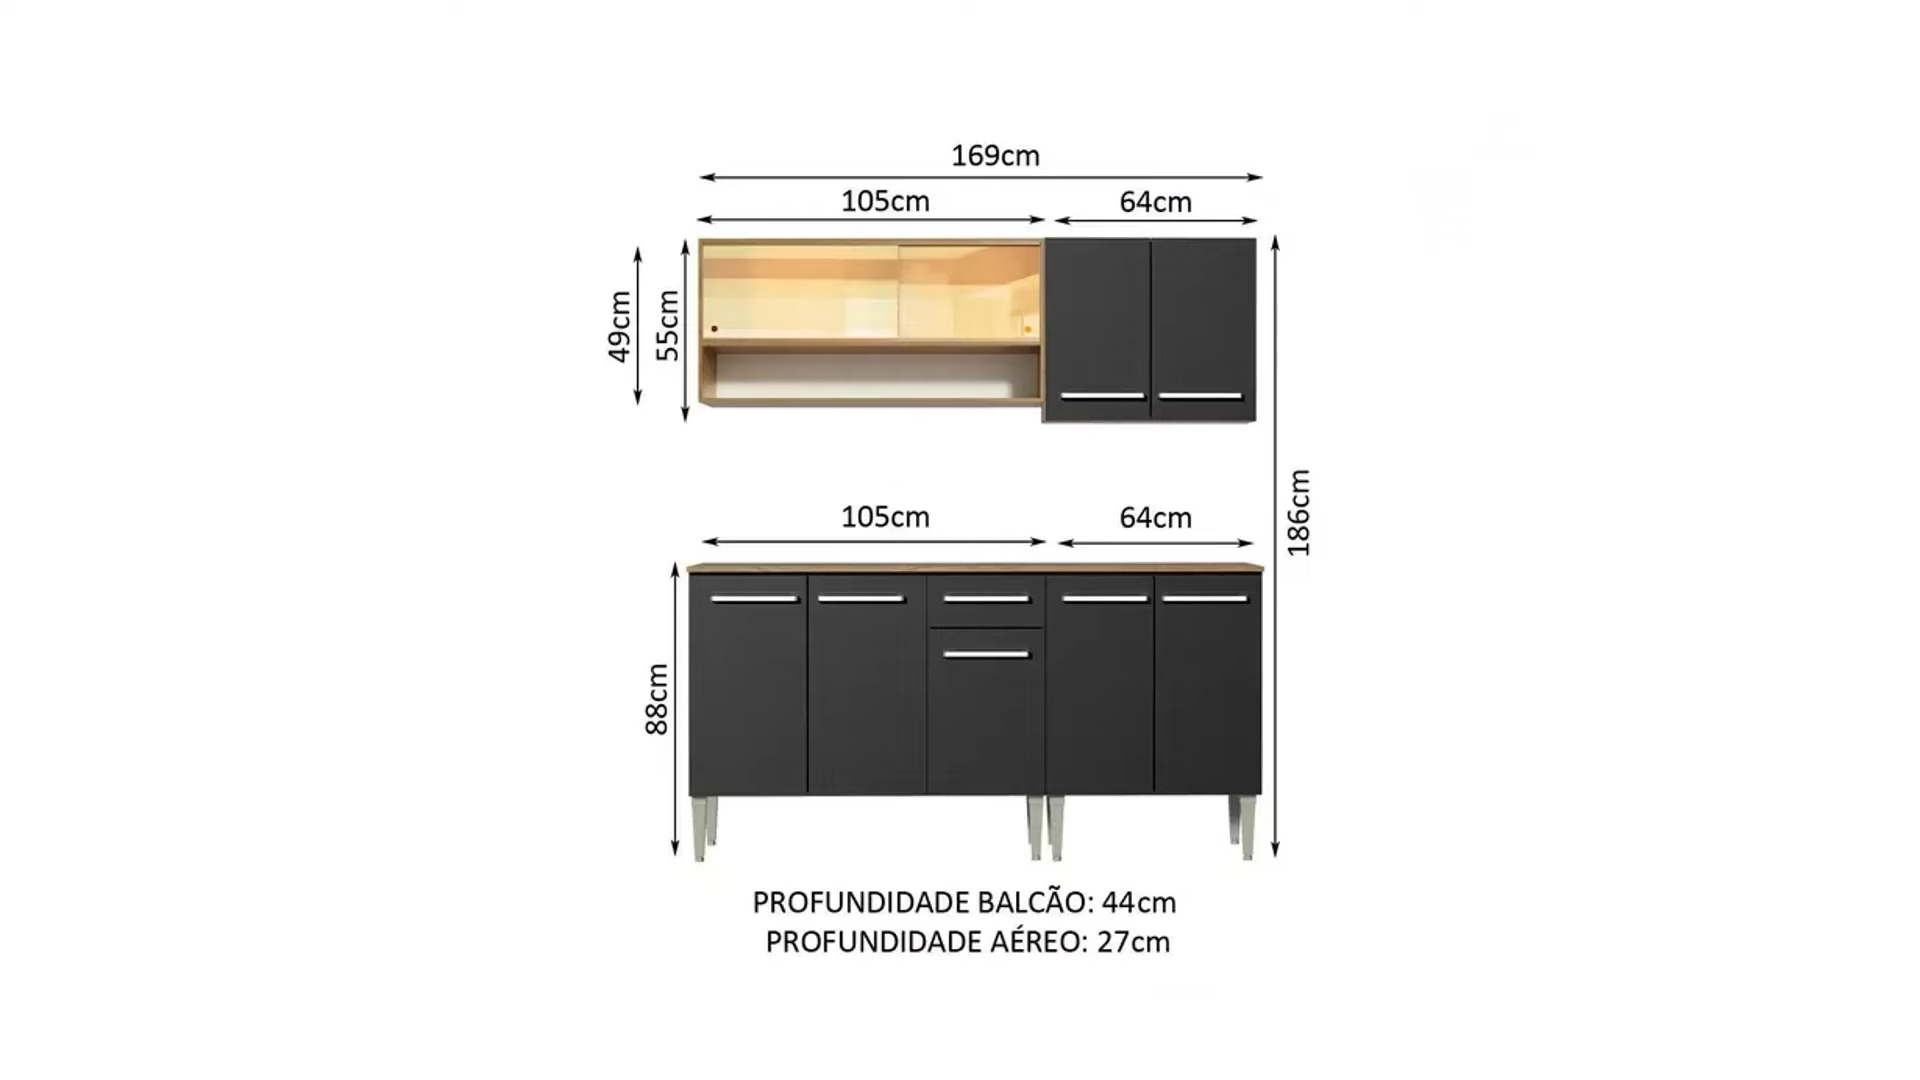 169cm
105cm
64cm
49cm
55cm
186cm
105cm
64cm
88cm
PROFUNDIDADE BALCÃO: 44cm
PROFUNDIDADE AÉREO: 27cm